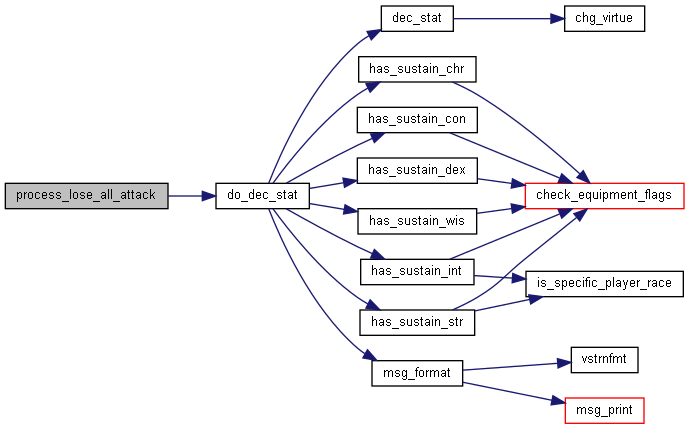 dec_stat
chg_virtue
has_sustain_chr
has_sustain_con
has_sustain_dex
process_lose_all_attack
do_dec_stat
check_equipment_flags
has_sustain_wis
has_sustain_int
is_specific_player_race
has_sustain_str
vstrnfmt
msg_format
msg_print